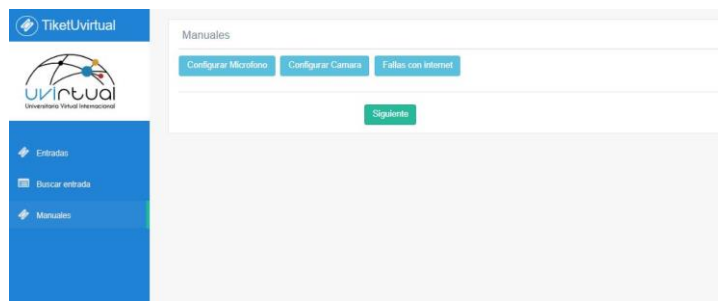 TiketUvirtual
uvirtual
Universitaria Virtual Internacional
Entradas
Buscar entrada
Manuales
Manuales
Configurar Microfono
Configurar Camara
Fallas con internet
Siguiente